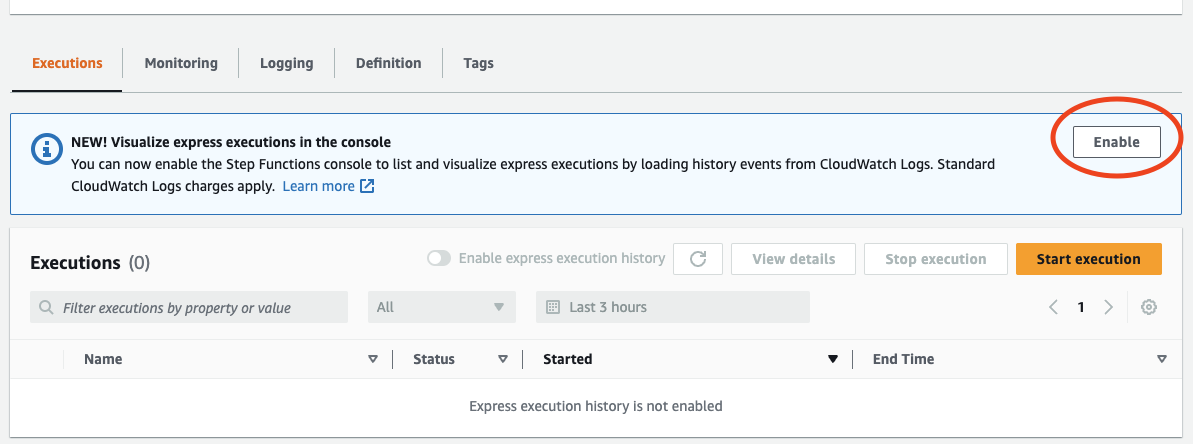 Executions
Monitoring
Logging
Definition
Tags
NEW! Visualize express executions in the console
You can now enable the Step Functions console to list and visualize express executions by loading history events from CloudWatch Logs. Standard
CloudWatch Logs charges apply. Learn more
Enable
Executions (0)
Enable express execution history
View details
Stop execution
Start execution
Filter executions by property or value
All
Last 3 hours
1
Name
Status
Started
End Time
Express execution history is not enabled